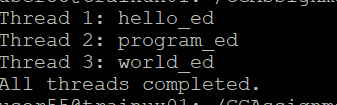 Thread 1: hello_ed
Thread 2: program_ed
Thread 3: world_ed
All threads completed.